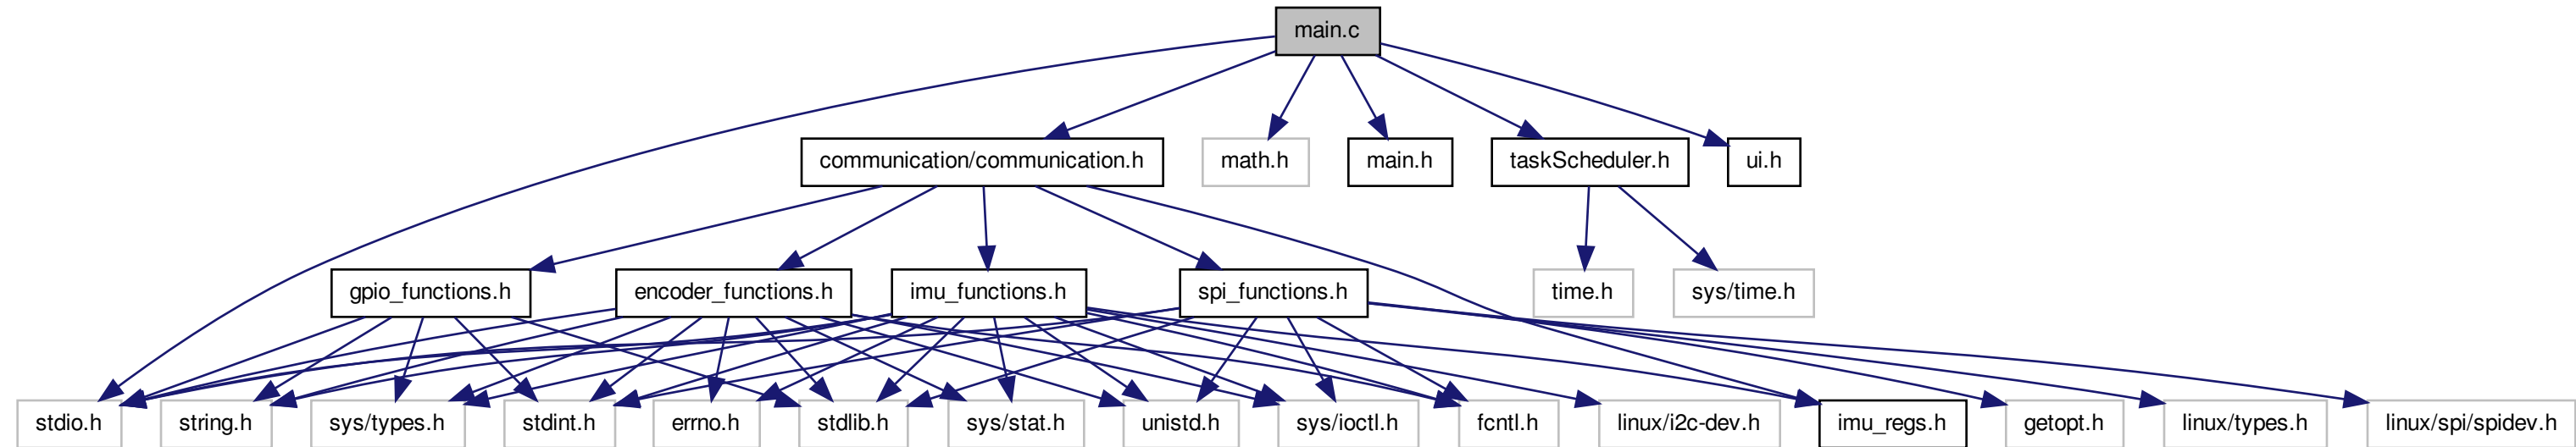 main.c
communication/communication.h
math.h
main.h
taskScheduler.h
ui.h
gpio_functions.h
encoder_functions.h
imu_functions.h
spi_functions.h
time.h
sys/time.h
stdio.h
string.h
sys/types.h
stdint.h
errno.h
stdlib.h
sys/stat.h
unistd.h
sys/ioctl.h
fcntl.h
linux/i2c-dev.h
imu_regs.h
getopt.h
linux/types.h
linux/spi/spidev.h